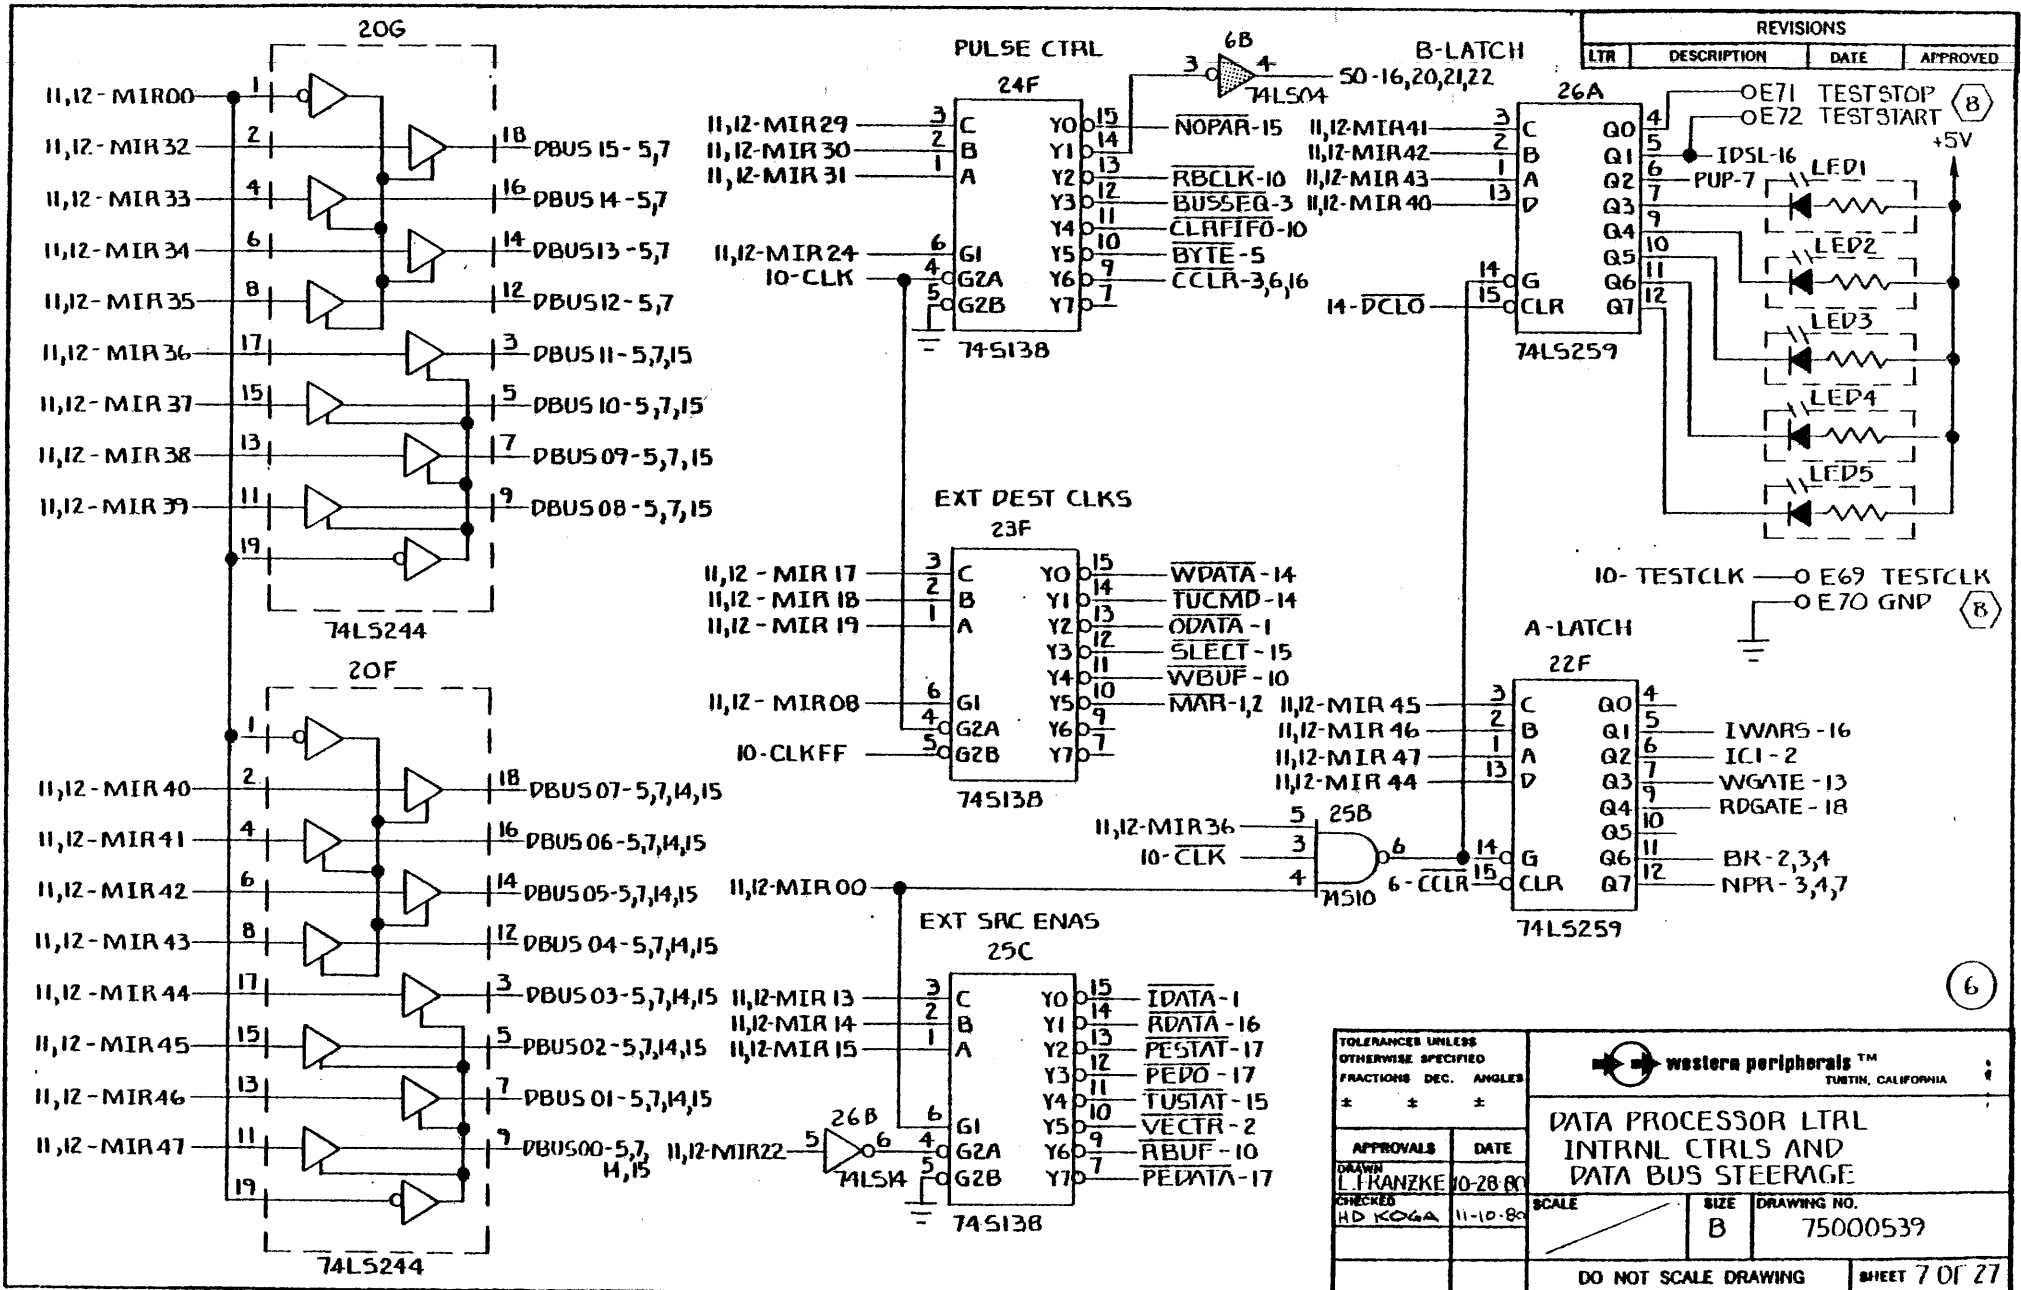 REVISIONS
LTR DESCRIPTION DATE APPROVED
20G
11,12-MIR00 1
11,12-MIR32 2 18 DBUS 15-5,7
11,12-MIR33 4 16 DBUS 14-5,7
11,12-MIR34 6 14 DBUS13-5,7
11,12-MIR35 8 12 DBUS12-5,7
11,12-MIR36 17 3 DBUS 11-5,7,15
11,12-MIR37 15 5 DBUS 10-5,7,15
11,12-MIR38 13 7 DBUS 09-5,7,15
11,12-MIR39 11 9 DBUS 08-5,7,15
19
74LS244
20F
1
11,12-MIR40 2 18 DBUS 07-5,7,14,15
11,12-MIR41 4 16 DBUS 06-5,7,14,15
11,12-MIR42 6 14 DBUS 05-5,7,14,15
11,12-MIR43 8 12 DBUS 04-5,7,14,15
11,12-MIR44 17 3 DBUS 03-5,7,14,15
11,12-MIR45 15 5 DBUS02-5,7,14,15
11,12-MIR46 13 7 DBUS 01-5,7,14,15
11,12-MIR47 11 9 DBUS00-5,7,
14,15
19
74LS244
PULSE CTRL
24F
6B
3 4 SO-16,20,21,22
74LS04
11,12-MIR29 3 C Y0 15 NOPAR-15
11,12-MIR30 2 B Y1 14
11,12-MIR31 1 A Y2 13 RBCLK-10
Y3 12 BUSSEQ-3
Y4 11 CLRFIFO-10
11,12-MIR24 6 G1 Y5 10 BYTE-5
10-CLK 4 G2A Y6 9 CCLR-3,6,16
5 G2B Y7 7
74S138
EXT DEST CLKS
23F
11,12-MIR17 3 C Y0 15 WDATA-14
11,12-MIR18 2 B Y1 14 TUCMD-14
11,12-MIR19 1 A Y2 13 ODATA-1
Y3 12 SLECT-15
Y4 11 WBUF-10
11,12-MIR08 6 G1 Y5 10 MAR-1,2
4 G2A Y6 9
10-CLKFF 5 G2B Y7 7
74S138
11,12-MIR00
EXT SRC ENAS
25C
11,12-MIR13 3 C Y0 15 IDATA-1
11,12-MIR14 2 B Y1 14 RDATA-16
11,12-MIR15 1 A Y2 13 PESTAT-17
Y3 12 PEDO-17
Y4 11 TUSTAT-15
6 G1 Y5 10 VECTR-2
26B
11,12-MIR22 5 6 4 G2A Y6 9 RBUF-10
74LS14 5 G2B Y7 7 PEDATA-17
74S138
B-LATCH
26A
11,12-MIR41 3 C Q0 4 E71 TESTSTOP
E72 TESTSTART
8
11,12-MIR42 2 B Q1 5 IDSL-16
11,12-MIR43 1 A Q2 6 PUP-7
11,12-MIR40 13 D Q3 7
Q4 9
Q5 10
14 G Q6 11
14-DCLO 15 CLR Q7 12
74LS259
+5V
LED1
LED2
LED3
LED4
LED5
10-TESTCLK E69 TESTCLK
E70 GND
8
A-LATCH
22F
11,12-MIR45 3 C Q0 4
11,12-MIR46 2 B Q1 5 IWARS-16
11,12-MIR47 1 A Q2 6 IC1-2
11,12-MIR44 13 D Q3 7 WGATE-13
Q4 9 RDGATE-18
Q5 10
14 G Q6 11 BR-2,3,4
6-CCLR 15 CLR Q7 12 NPR-3,4,7
74LS259
25B
11,12-MIR36 5
10-CLK 3 6
4
74S10
6
TOLERANCES UNLESS
OTHERWISE SPECIFIED
FRACTIONS DEC. ANGLES
± ± ±
APPROVALS DATE
DRAWN
L.FRANZKE 10-28-80
CHECKED
HD KOGA 11-10-80
western peripherals TM
TUSTIN, CALIFORNIA
DATA PROCESSOR LTRL
INTRNL CTRLS AND
DATA BUS STEERAGE
SCALE SIZE DRAWING NO.
B 75000539
DO NOT SCALE DRAWING SHEET 7 OF 27